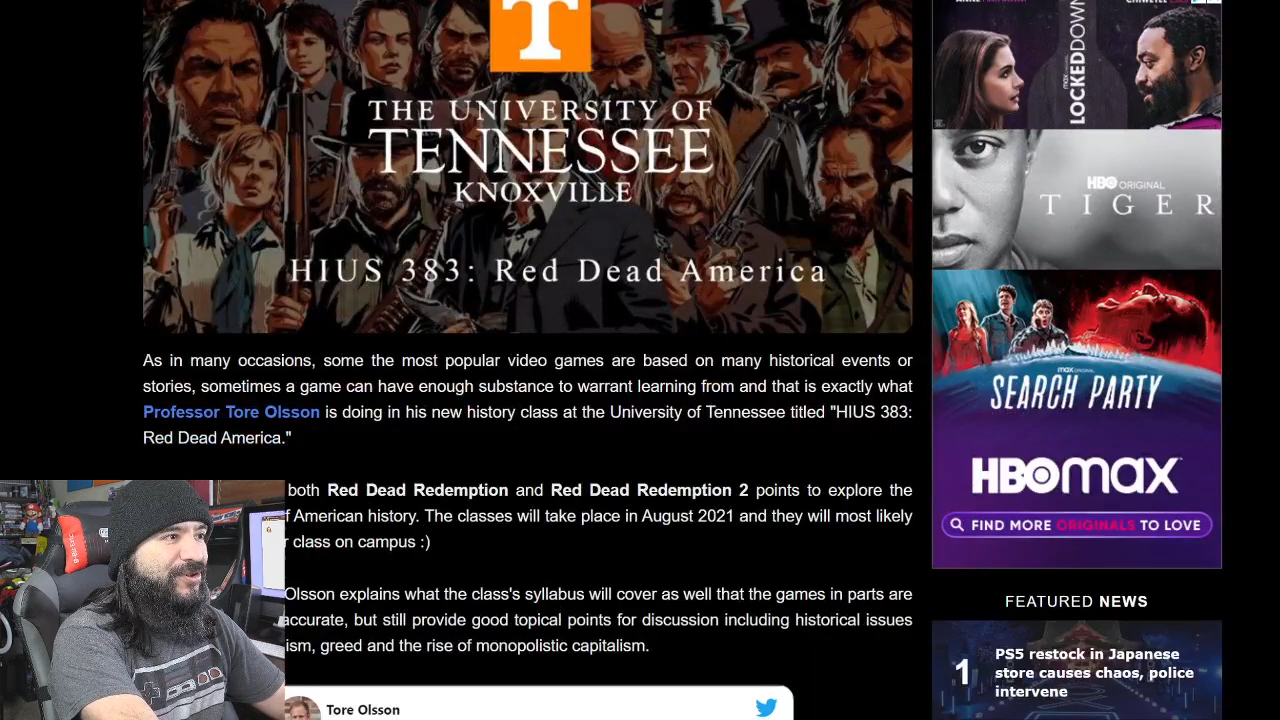 T
THE UNIVERSITY OF
TENNESSEE
KNOXVILLE
HIUS 383: Red Dead America
As in many occasions, some the most popular video games are based on many historical events or
stories, sometimes a game can have enough substance to warrant learning from and that is exactly what
Professor Tore Olsson is doing in his new history class at the University of Tennessee titled "HIUS 383:
Red Dead America."
both Red Dead Redemption and Red Dead Redemption 2 points to explore the
f American history. The classes will take place in August 2021 and they will most likely
r class on campus :)
Olsson explains what the class's syllabus will cover as well that the games in parts are
accurate, but still provide good topical points for discussion including historical issues
ism, greed and the rise of monopolistic capitalism.
Tore Olsson
max
LOCKEDDOWN
HBO ORIGINAL
TIGER
max ORIGINAL
SEARCH PARTY
HBOmax
FIND MORE ORIGINALS TO LOVE
FEATURED NEWS
1
PS5 restock in Japanese
store causes chaos, police
intervene